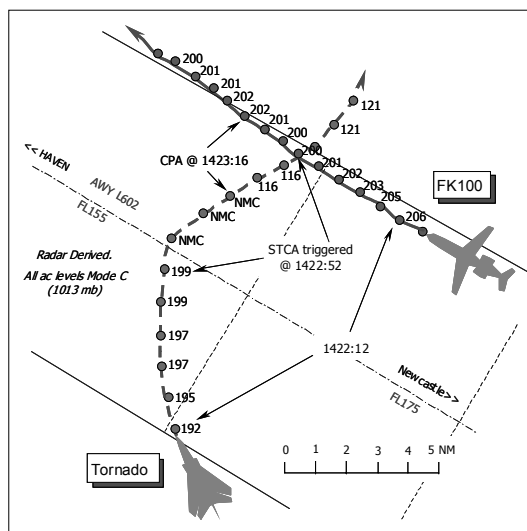 200
201
201
202
202
201
200
200
201
202
203
205
206
121
121
116
116
NMC
NMC
NMC
199
199
197
197
195
192
CPA @ 1423:16
<< HAVEN
AWY L602
FL155
FK100
Radar Derived.
All ac levels Mode C
(1013 mb)
STCA triggered
@ 1422:52
1422:12
Newcastle>>
FL175
Tornado
0 1 2 3 4 5 NM